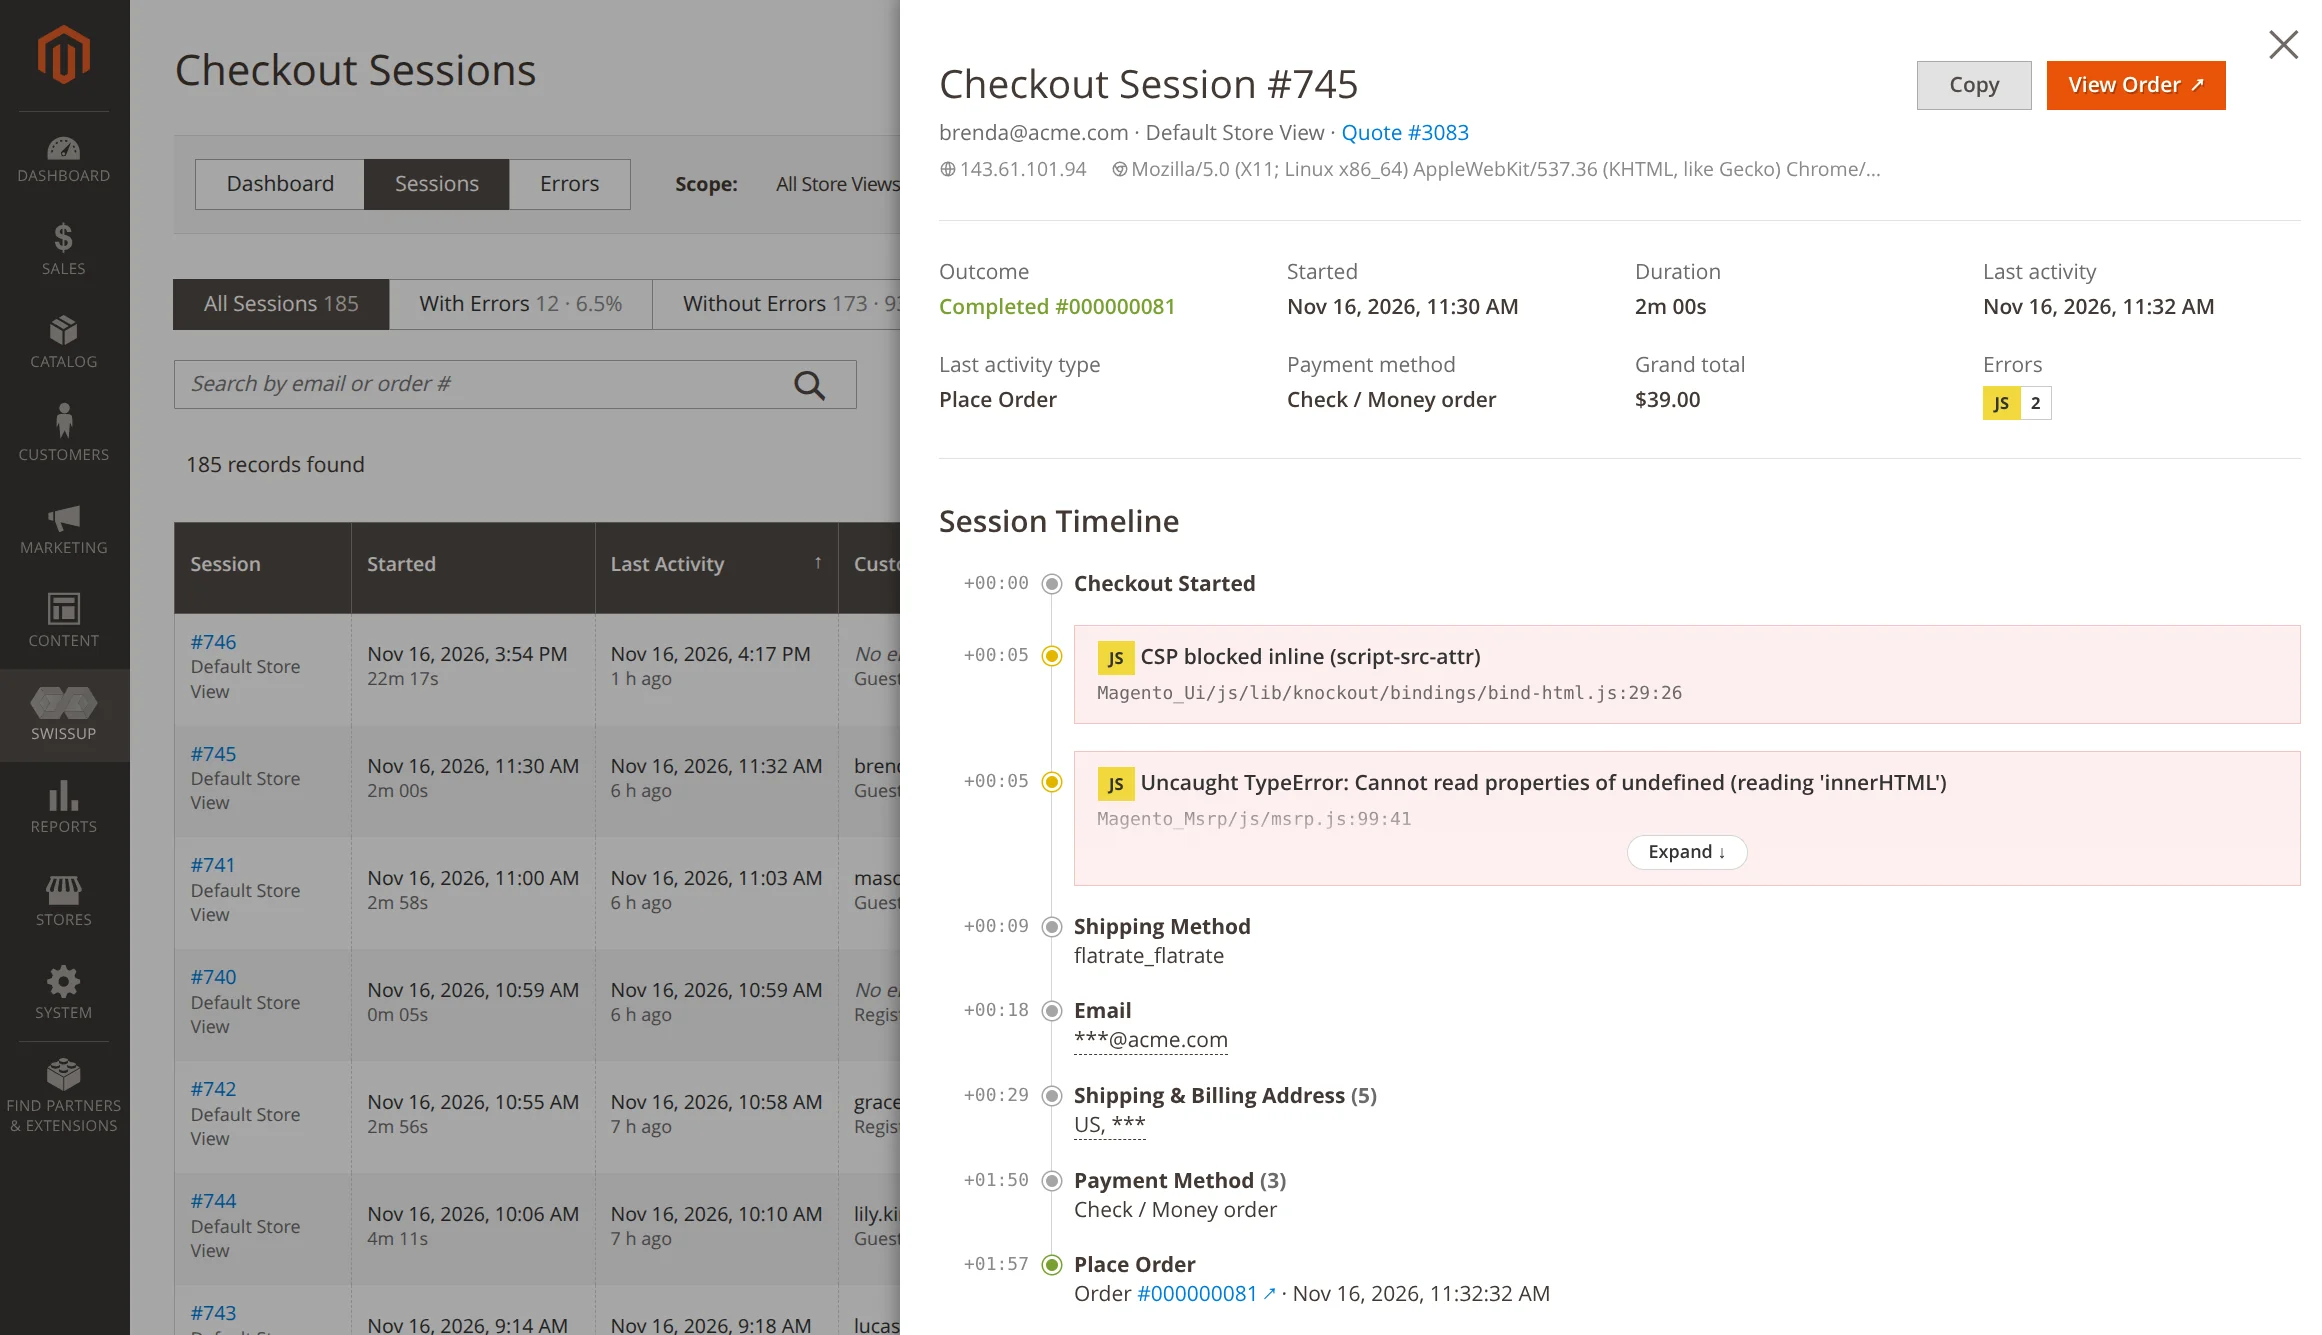 DASHBOARD
SALES
CATALOG
CUSTOMERS
MARKETING
CONTENT
SWISSUP
REPORTS
STORES
SYSTEM
FIND PARTNERS
& EXTENSIONS
Checkout Sessions
Dashboard
Sessions
Errors
Scope:
All Store Views
All Sessions 185
With Errors 12 · 6.5%
Without Errors 173 ·
Search by email or order #
185 records found
Session
Started
Last Activity ↑
#746
Default Store
View
Nov 16, 2026, 3:54 PM
22m 17s
Nov 16, 2026, 4:17 PM
1 h ago
No
Guest
#745
Default Store
View
Nov 16, 2026, 11:30 AM
2m 00s
Nov 16, 2026, 11:32 AM
6 h ago
Guest
#741
Default Store
View
Nov 16, 2026, 11:00 AM
2m 58s
Nov 16, 2026, 11:03 AM
6 h ago
Guest
#740
Default Store
View
Nov 16, 2026, 10:59 AM
0m 05s
Nov 16, 2026, 10:59 AM
6 h ago
No
#742
Default Store
View
Nov 16, 2026, 10:55 AM
2m 56s
Nov 16, 2026, 10:58 AM
7 h ago
grace
#744
Default Store
View
Nov 16, 2026, 10:06 AM
4m 11s
Nov 16, 2026, 10:10 AM
7 h ago
Guest
#743
Nov 16, 2026, 9:14 AM
Nov 16, 2026, 9:18 AM
lucas
Checkout Session #745
Copy
View Order ↗
brenda@acme.com · Default Store View · Quote #3083
143.61.101.94 Mozilla/5.0 (X11; Linux x86_64) AppleWebKit/537.36 (KHTML, like Gecko) Chrome/...
Outcome
Completed #000000081
Started
Nov 16, 2026, 11:30 AM
Duration
2m 00s
Last activity
Nov 16, 2026, 11:32 AM
Last activity type
Place Order
Payment method
Check / Money order
Grand total
$39.00
Errors
JS 2
Session Timeline
+00:00 Checkout Started
+00:05 JS CSP blocked inline (script-src-attr)
Magento_Ui/js/lib/knockout/bindings/bind-html.js:29:26
+00:05 JS Uncaught TypeError: Cannot read properties of undefined (reading 'innerHTML')
Magento_Msrp/js/msrp.js:99:41
Expand ↓
+00:09 Shipping Method
flatrate_flatrate
+00:18 Email
***@acme.com
+00:29 Shipping & Billing Address (5)
US, ***
+01:50 Payment Method (3)
Check / Money order
+01:57 Place Order
Order #000000081 ↗ · Nov 16, 2026, 11:32:32 AM